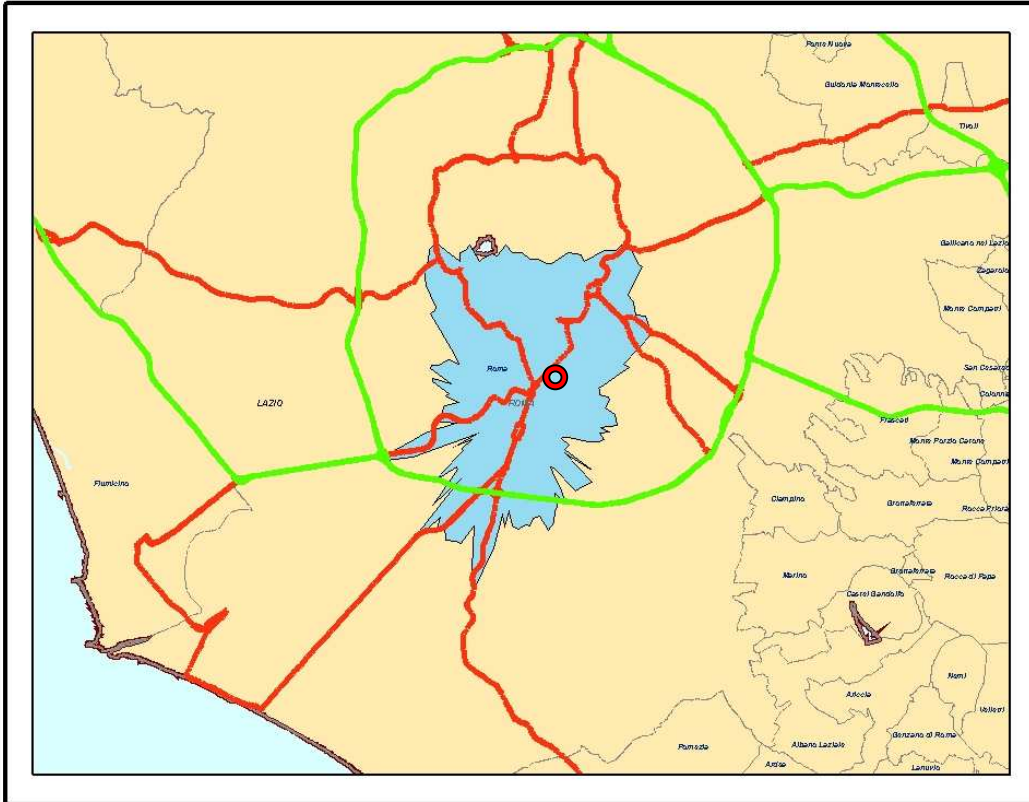 Ponte Nuova
Guidonia Montecelio
Tivoli
Gallicano nel Lazio
Zagarolo
Monte Compatri
San Cesareo
Colonna
Roma
LAZIO
ROMA
Frascati
Monte Porzio Catone
Monte Compatri
Fiumicino
Ciampino
Grottaferrata
Rocca Priora
Marino
Grottaferrata
Rocca di Papa
Castel Gandolfo
Nemi
Ariccia
Velletri
Genzano di Roma
Pomezia
Albano Laziale
Ardea
Lanuvio